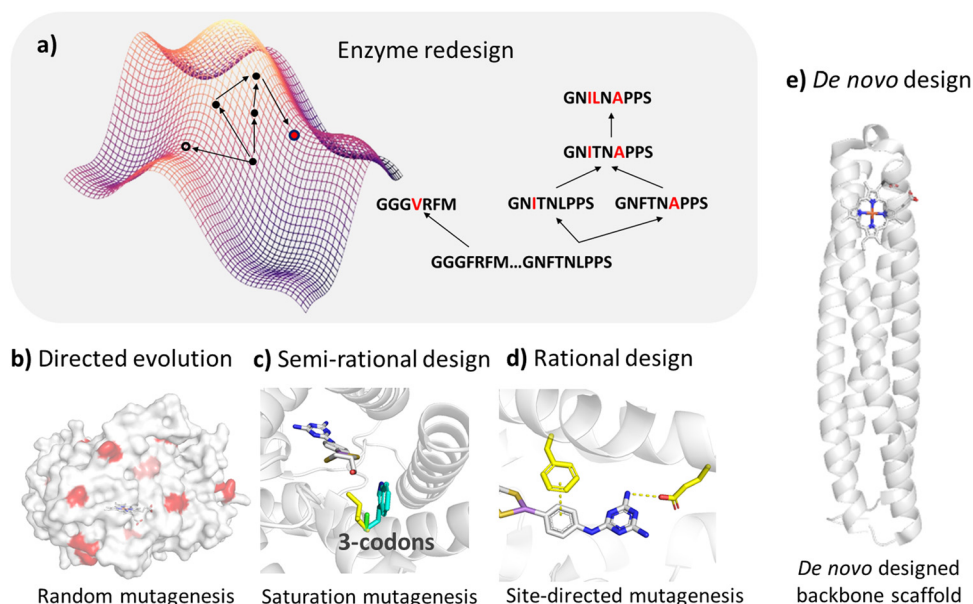 a)
Enzyme redesign
GNILNAPPS
GNITNAPPS
GGGVRFM
GNITNLPPS
GNFTNAPPS
GGGFRFM...GNFTNLPPS
b) Directed evolution
Random mutagenesis
c) Semi-rational design
3-codons
Saturation mutagenesis
d) Rational design
Site-directed mutagenesis
e) De novo design
De novo designed
backbone scaffold